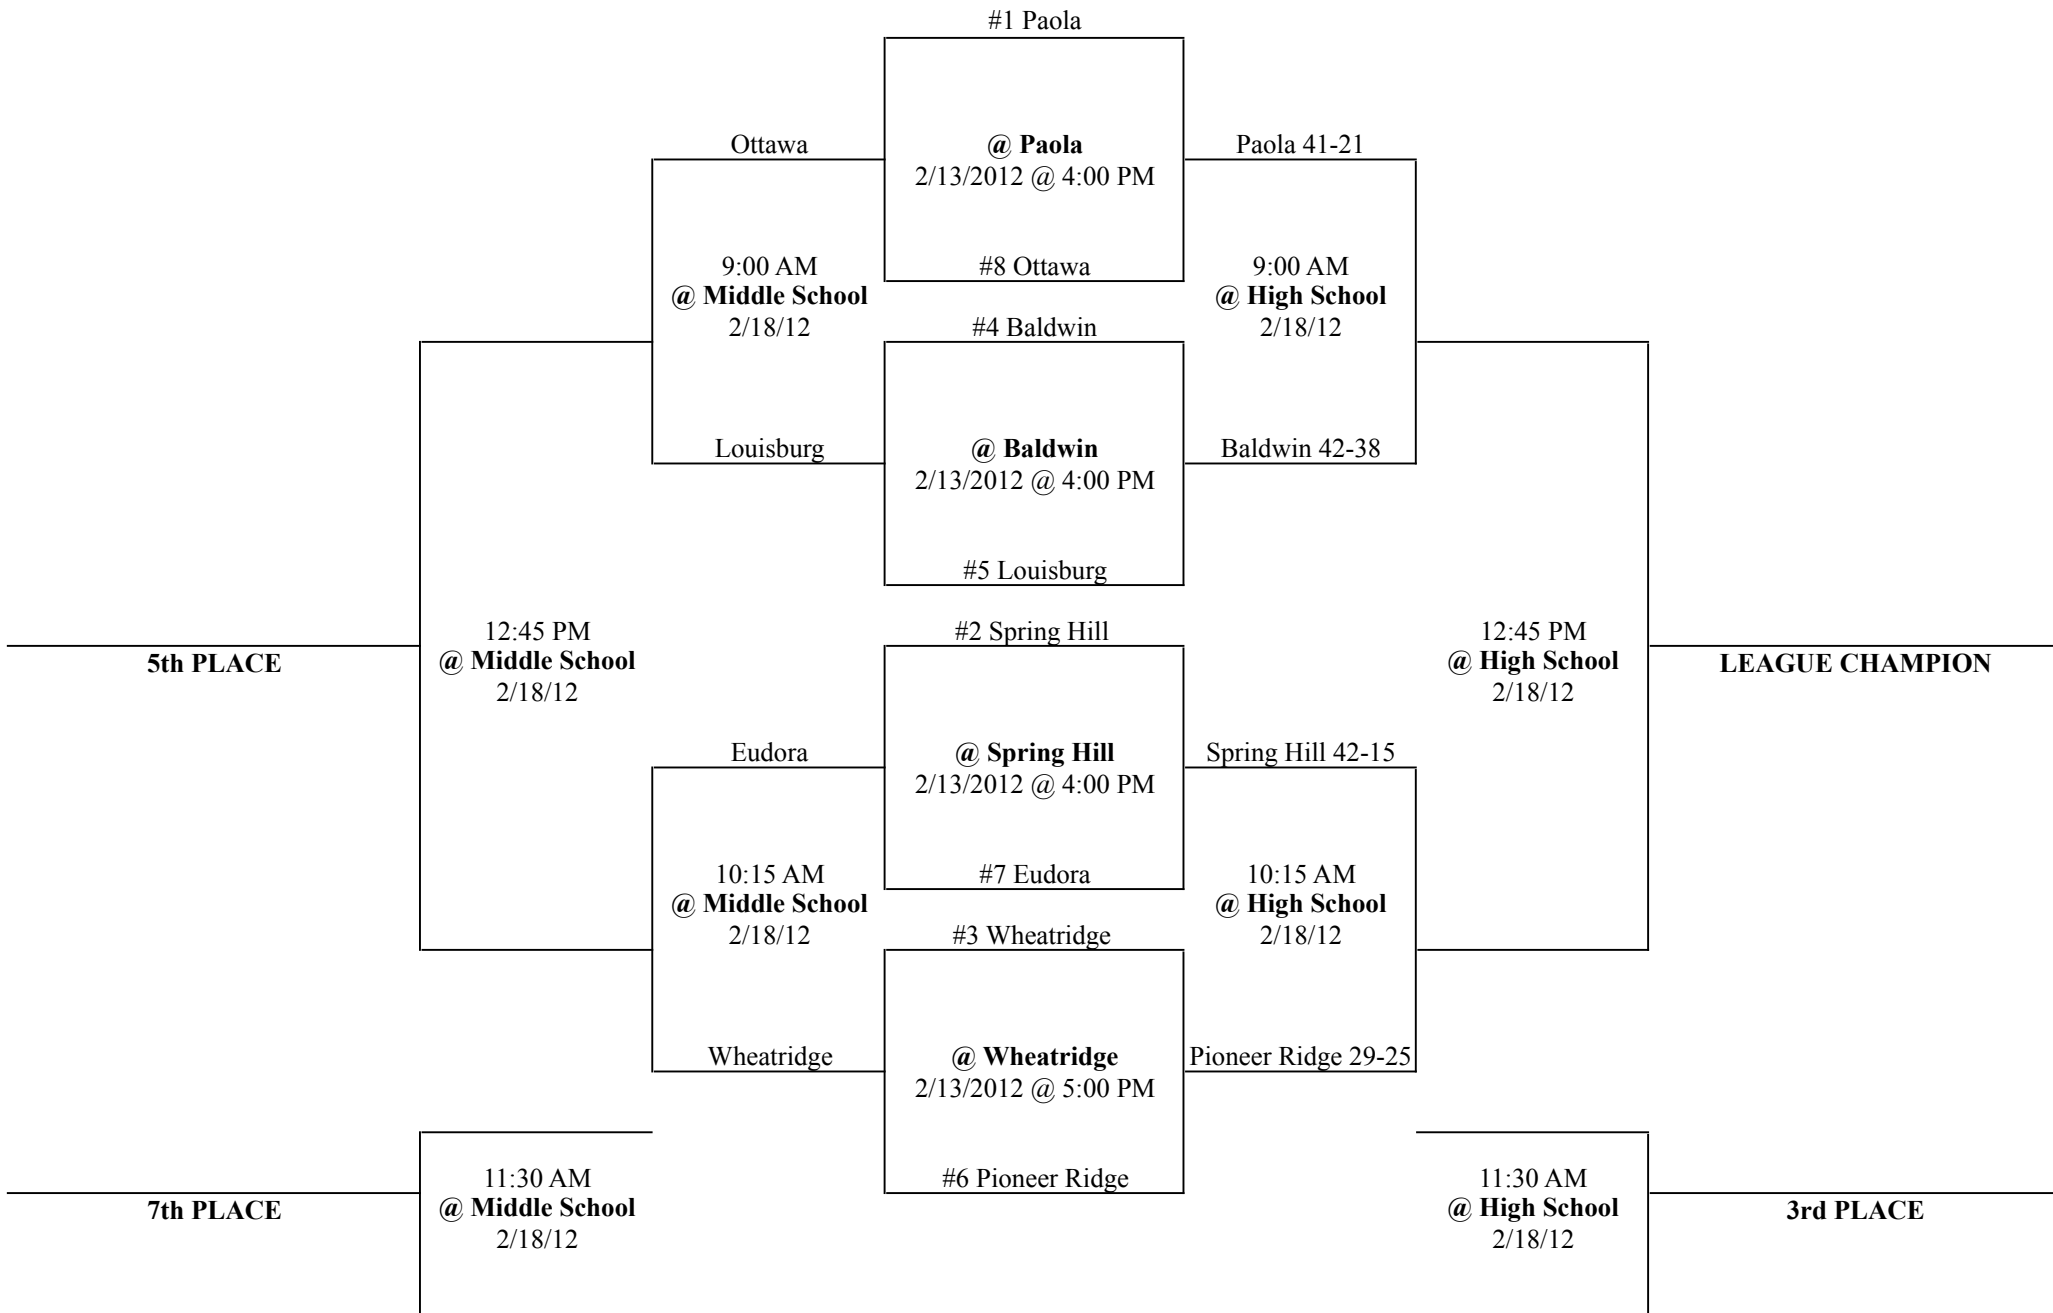 #1 Paola
Ottawa
@ Paola
2/13/2012 @ 4:00 PM
Paola 41-21
9:00 AM
@ Middle School
2/18/12
#8 Ottawa
9:00 AM
@ High School
2/18/12
#4 Baldwin
Louisburg
@ Baldwin
2/13/2012 @ 4:00 PM
Baldwin 42-38
#5 Louisburg
5th PLACE
12:45 PM
@ Middle School
2/18/12
#2 Spring Hill
12:45 PM
@ High School
2/18/12
LEAGUE CHAMPION
Eudora
@ Spring Hill
2/13/2012 @ 4:00 PM
Spring Hill 42-15
10:15 AM
@ Middle School
2/18/12
#7 Eudora
10:15 AM
@ High School
2/18/12
#3 Wheatridge
Wheatridge
@ Wheatridge
2/13/2012 @ 5:00 PM
Pioneer Ridge 29-25
7th PLACE
11:30 AM
@ Middle School
2/18/12
#6 Pioneer Ridge
11:30 AM
@ High School
2/18/12
3rd PLACE